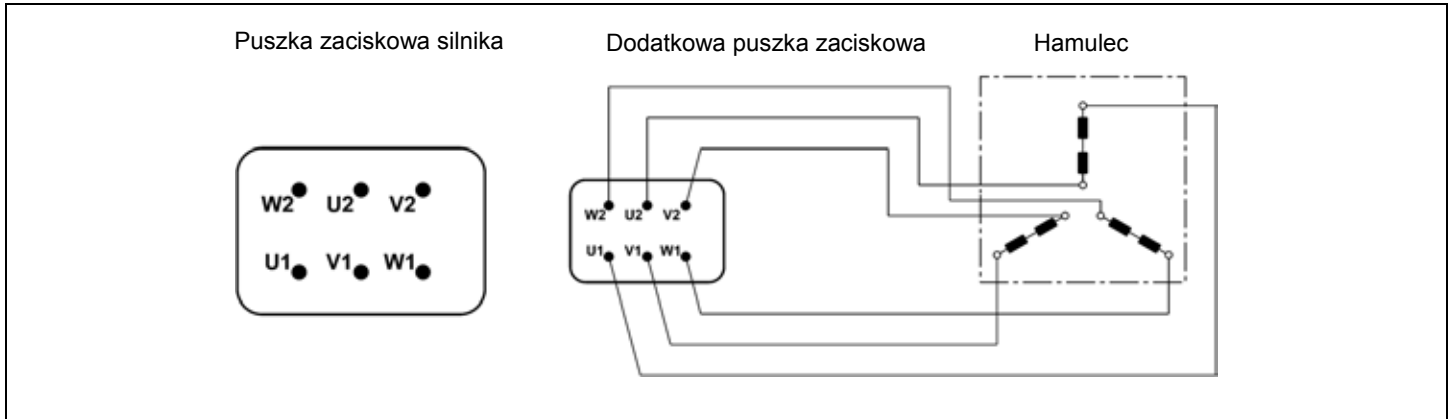 Puszka zaciskowa silnika
Dodatkowa puszka zaciskowa
Hamulec
W2 U2 V2
U1 V1 W1
W2 U2 V2
U1 V1 W1